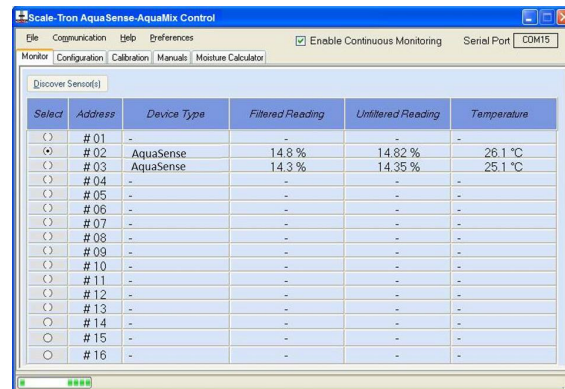 Scale-Tron AquaSense-AquaMix Control
File Communication Help Preferences Enable Continuous Monitoring Serial Port COM15
Monitor Configuration Calibration Manuals Moisture Calculator
Discover Sensor(s)
Select Address Device Type Filtered Reading Unfiltered Reading Temperature
# 01 - - - -
# 02 AquaSense 14.8 % 14.82 % 26.1 °C
# 03 AquaSense 14.3 % 14.35 % 25.1 °C
# 04 - - - -
# 05 - - - -
# 06 - - - -
# 07 - - - -
# 08 - - - -
# 09 - - - -
# 10 - - - -
# 11 - - - -
# 12 - - - -
# 13 - - - -
# 14 - - - -
# 15 - - - -
# 16 - - - -